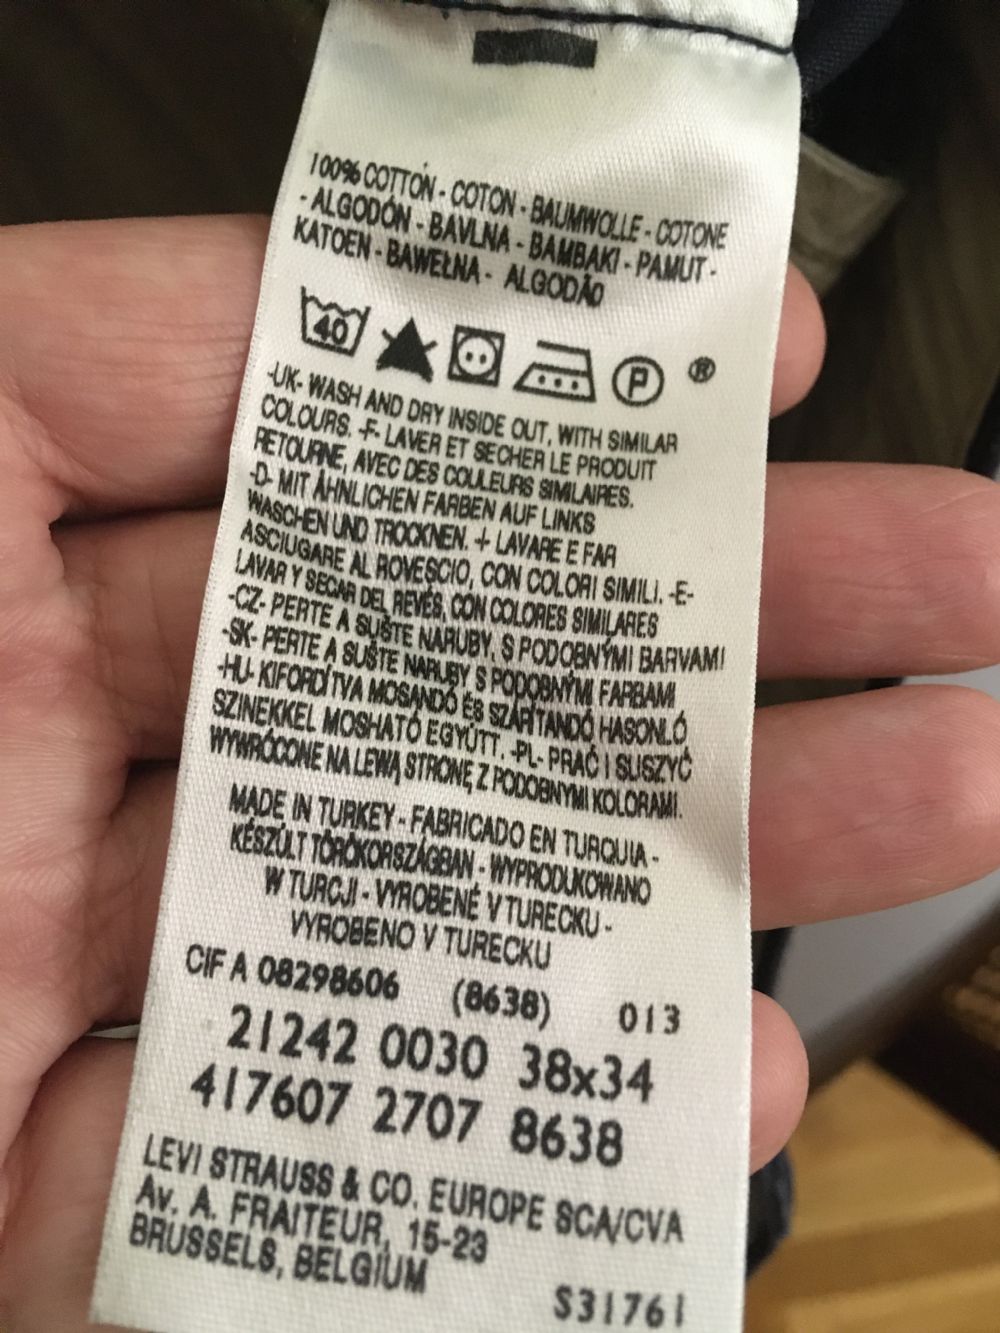 100% COTTON - COTON - BAUMWOLLE - COTONE
- ALGODÓN - BAVLNA - BAMBAKI - PAMUT -
KATOEN - BAWEŁNA - ALGODÃO
40 P ®
-UK- WASH AND DRY INSIDE OUT, WITH SIMILAR
COLOURS. -F- LAVER ET SECHER LE PRODUIT
RETOURNE, AVEC DES COULEURS SIMILAIRES.
-D- MIT ÄHNLICHEN FARBEN AUF LINKS
WASCHEN UND TROCKNEN. -I- LAVARE E FAR
ASCIUGARE AL ROVESCIO, CON COLORI SIMILI. -E-
LAVAR Y SECAR DEL REVÉS, CON COLORES SIMILARES
-CZ- PERTE A SUŠTE NARUBY, S PODOBNÝMI BARVAMI
-SK- PERTE A SUŠTE NARUBY S PODOBNÝMI FARBAMI
-HU- KIFORDÍTVA MOSANDÓ ÉS SZÁRÍTANDÓ HASONLÓ
SZINEKKEL MOSHATÓ EGYÜTT. -PL- PRAĆ I SUSZYĆ
WYWRÓCONE NA LEWĄ STRONĘ Z PODOBNYMI KOLORAMI.
MADE IN TURKEY - FABRICADO EN TURQUIA -
KÉSZÜLT TÖRÖKORSZÁGBAN - WYPRODUKOWANO
W TURCJI - VYROBENÉ V TURECKU -
VYROBENO V TURECKU
CIF A 08298606 (8638) 013
21242 0030 38x34
417607 2707 8638
LEVI STRAUSS & CO. EUROPE SCA/CVA
Av. A. FRAITEUR, 15-23
BRUSSELS, BELGIUM
S31761